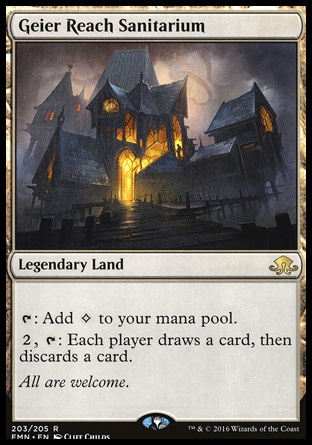 Geier Reach Sanitarium
Legendary Land
: Add to your mana pool.
2, : Each player draws a card, then
discards a card.
All are welcome.
203/205 R
EMN • EN CLIFF CHILDS
™ & © 2016 Wizards of the Coast